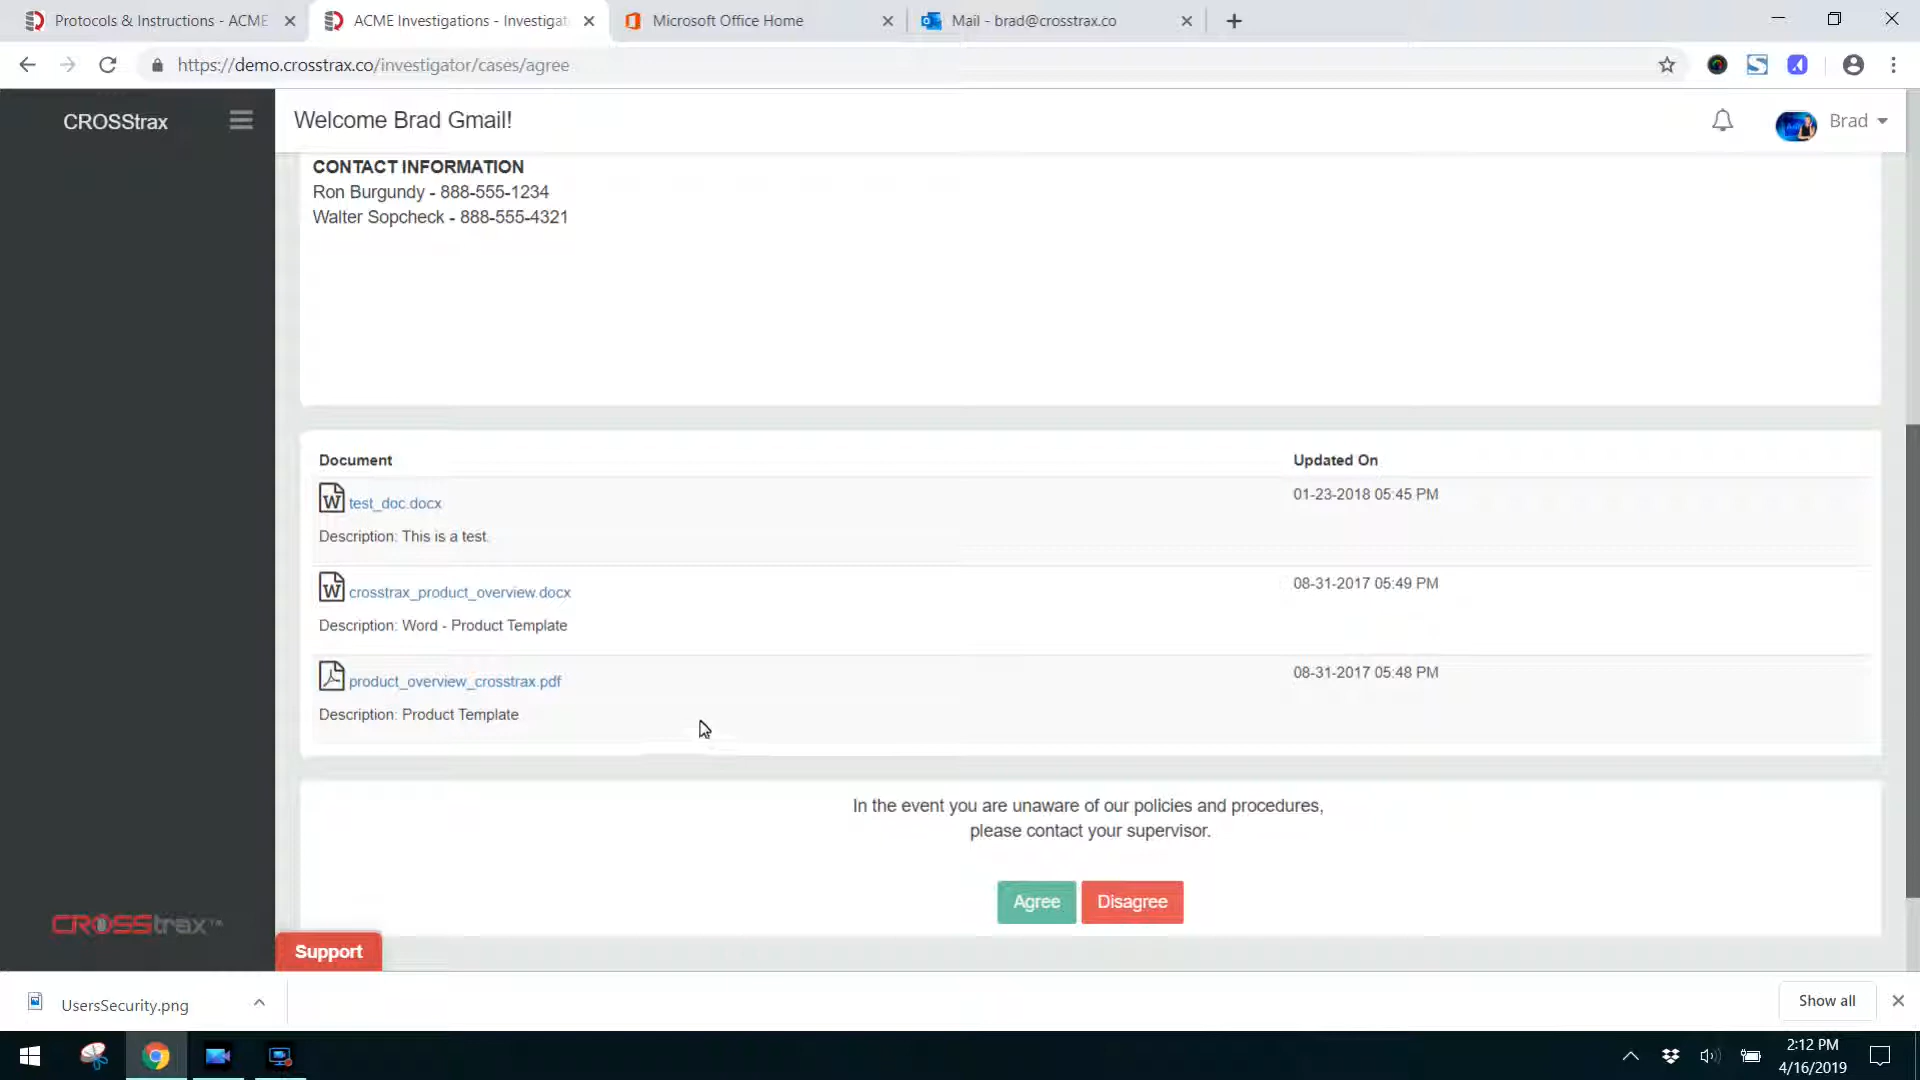 Protocols & Instructions - ACME
ACME Investigations - Investigat
Microsoft Office Home
Mail - brad@crosstrax.co
https://demo.crosstrax.co/investigator/cases/agree
CROSStrax
Welcome Brad Gmail!
Brad
CONTACT INFORMATION
Ron Burgundy - 888-555-1234
Walter Sopcheck - 888-555-4321
Document
Updated On
test_doc.docx
01-23-2018 05:45 PM
Description: This is a test.
crosstrax_product_overview.docx
08-31-2017 05:49 PM
Description: Word - Product Template
product_overview_crosstrax.pdf
08-31-2017 05:48 PM
Description: Product Template
In the event you are unaware of our policies and procedures,
please contact your supervisor.
Agree
Disagree
CROSStrax™
Support
UsersSecurity.png
Show all
2:12 PM
4/16/2019